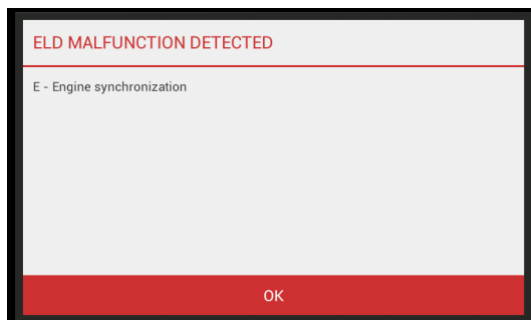 ELD MALFUNCTION DETECTED
E - Engine synchronization
OK